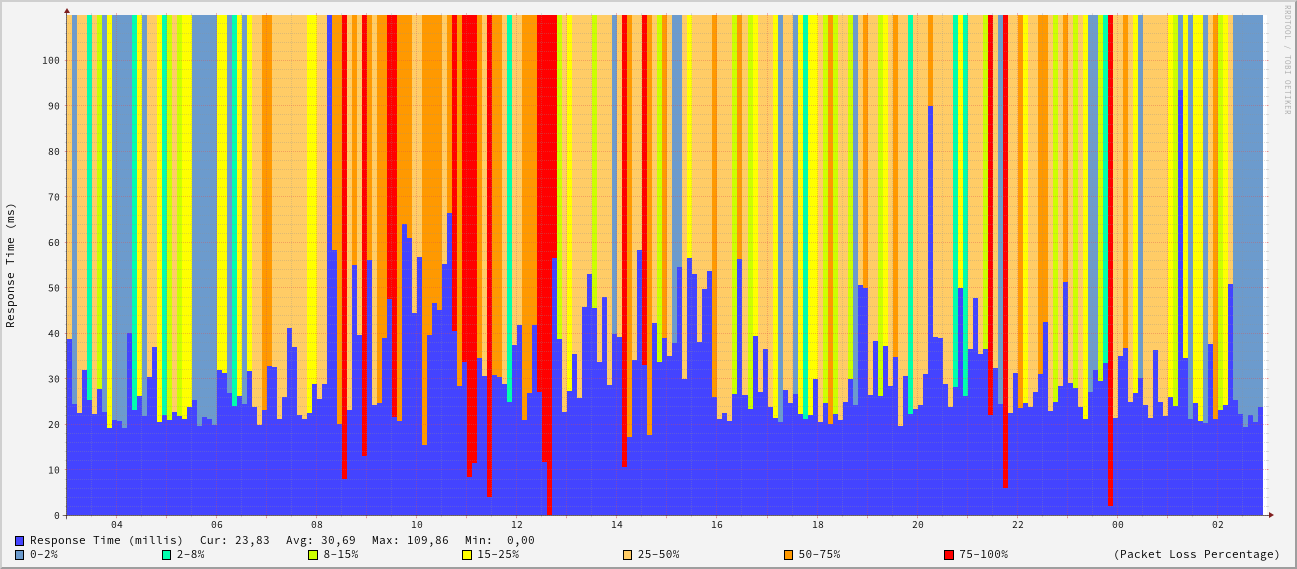 RRDTOOL / TOBI OETIKER
Response Time (ms)
100
90
80
70
60
50
40
30
20
10
0
04 06 08 10 12 14 16 18 20 22 00 02
Response Time (millis) Cur: 23,83 Avg: 30,69 Max: 109,86 Min: 0,00
0-2% 2-8% 8-15% 15-25% 25-50% 50-75% 75-100% (Packet Loss Percentage)